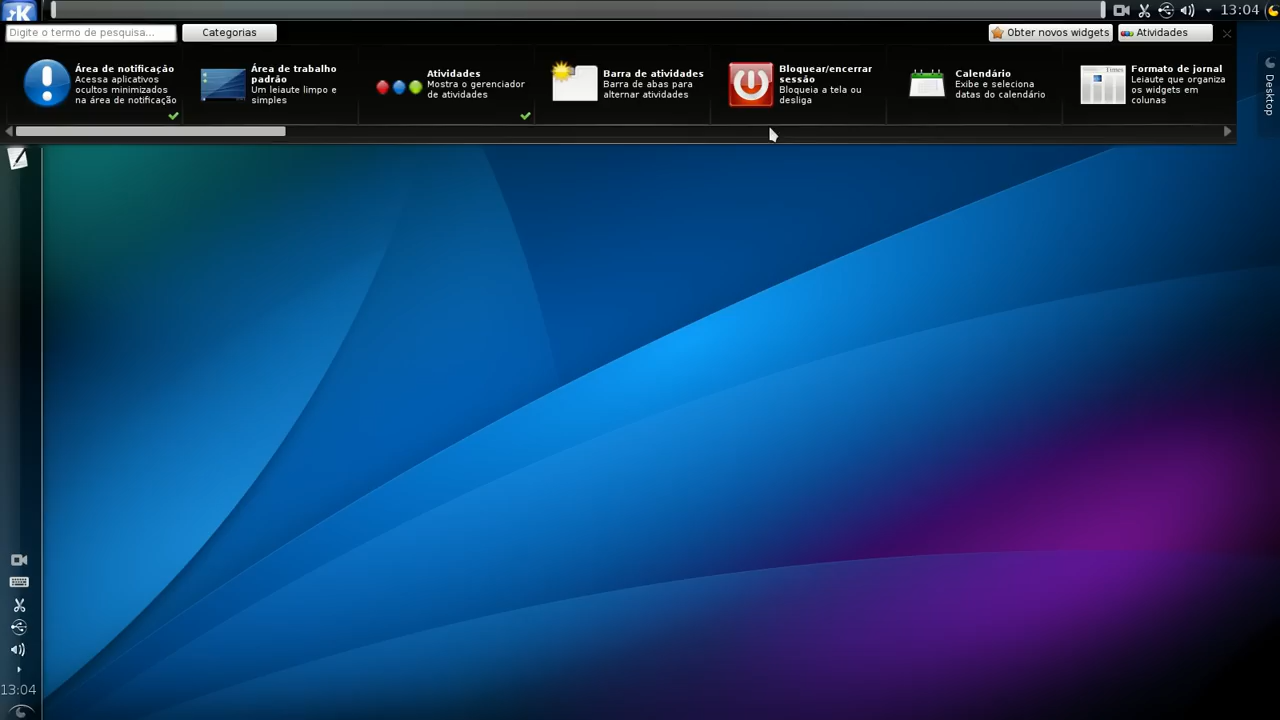 13:04
Digite o termo de pesquisa...
Categorias
Obter novos widgets
Atividades
Área de notificação
Acessa aplicativos
ocultos minimizados
na área de notificação
Área de trabalho
padrão
Um leiaute limpo e
simples
Atividades
Mostra o gerenciador
de atividades
Barra de atividades
Barra de abas para
alternar atividades
Bloquear/encerrar
sessão
Bloqueia a tela ou
desliga
Calendário
Exibe e seleciona
datas do calendário
Formato de jornal
Leiaute que organiza
os widgets em
colunas
Desktop
13:04